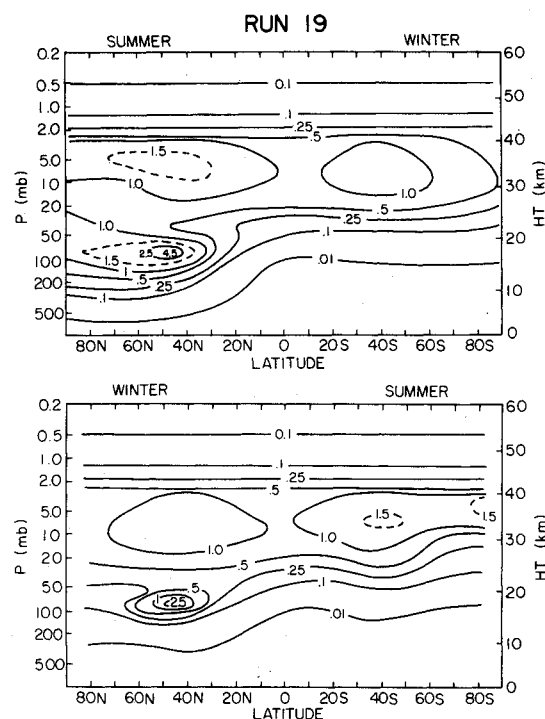 RUN 19
SUMMER WINTER
0.2 60
0.5 0.1 50
1.0 .1
2.0 .25 40
.5
5.0 1.5
10 1.0 1.0 30
20 .5
1.0 .25
50 .1 20
2.5 4.5
100 1.5 .01
200 .1 .5 .25 10
.1
500
0
P (mb)
HT (km)
80N 60N 40N 20N 0 20S 40S 60S 80S
LATITUDE
WINTER SUMMER
0.2 60
0.5 0.1 50
1.0 .1
2.0 .25
.5 40
5.0 1.5 1.5
10 1.0 1.0 30
20 .5
.25
50 .5 .1 20
.1 2.5
100 .01
200 10
500
0
P (mb)
HT (km)
80N 60N 40N 20N 0 20S 40S 60S 80S
LATITUDE